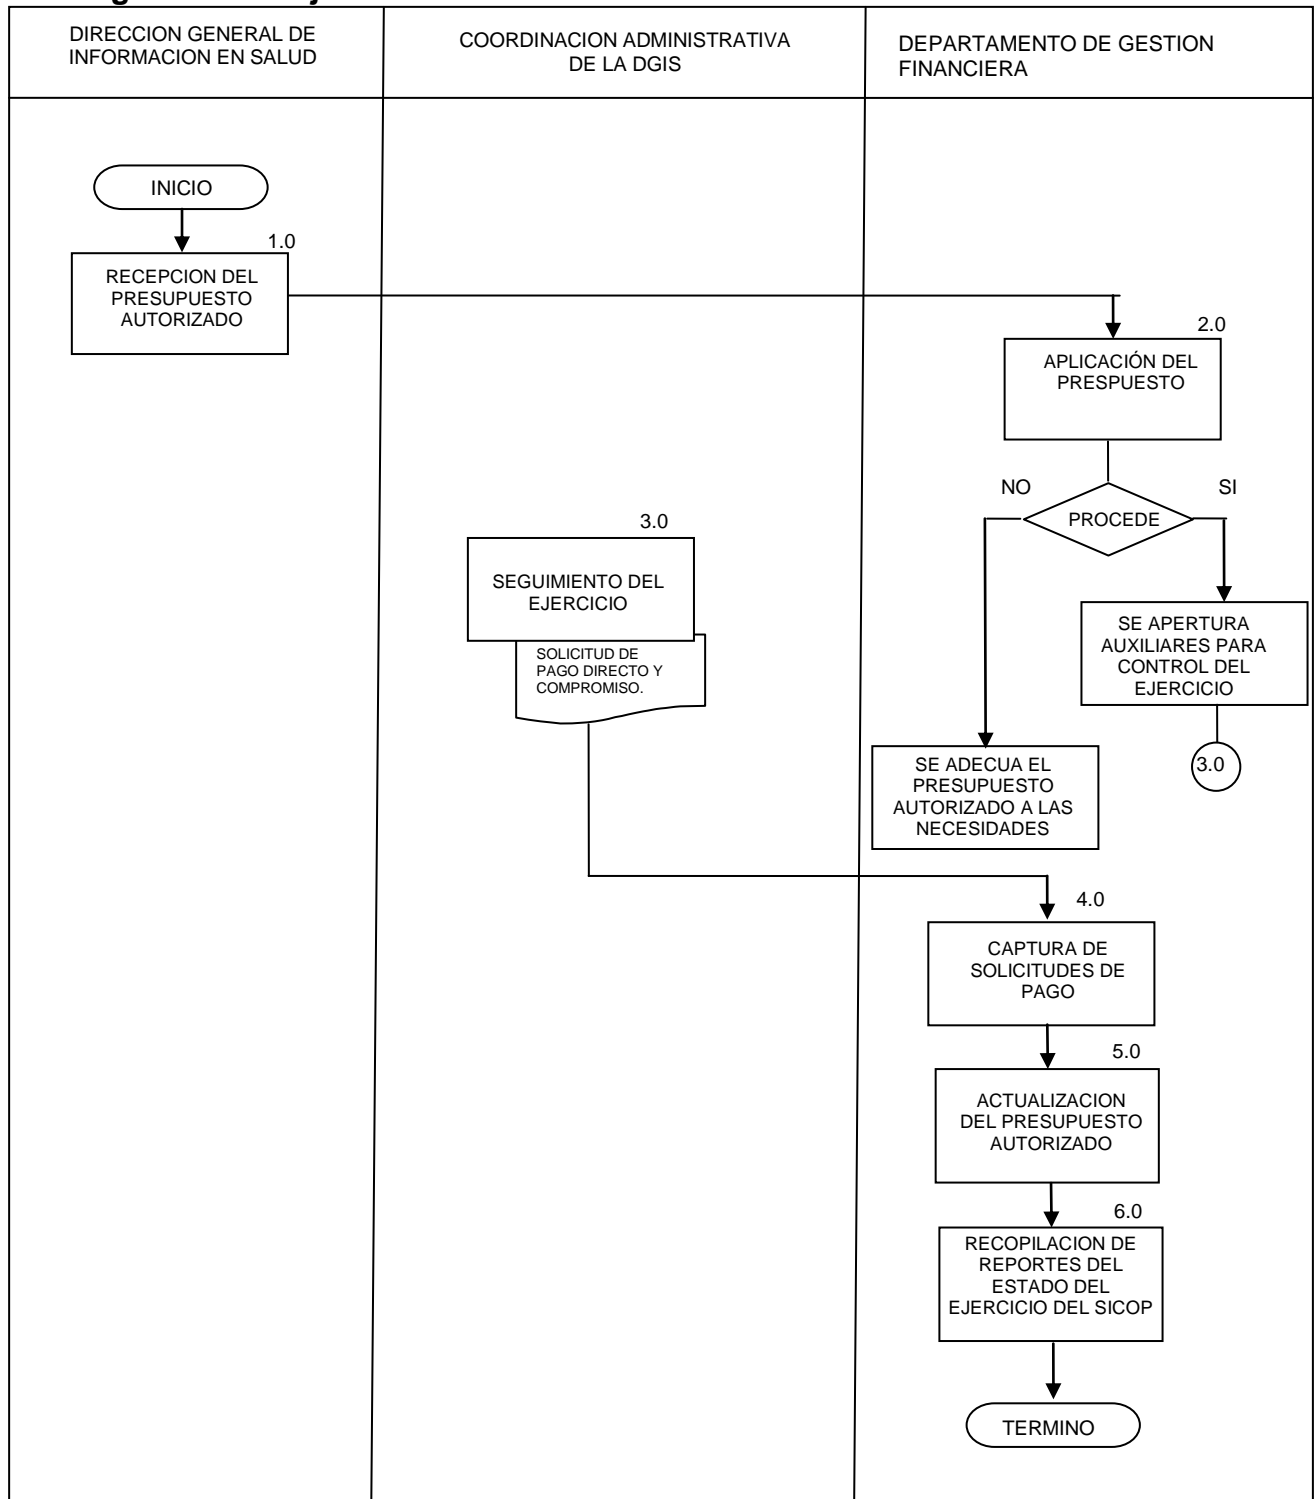 DIRECCION GENERAL DE
INFORMACION EN SALUD
COORDINACION ADMINISTRATIVA
DE LA DGIS
DEPARTAMENTO DE GESTION
FINANCIERA
INICIO
1.0
RECEPCION DEL
PRESUPUESTO
AUTORIZADO
2.0
APLICACIÓN DEL
PRESPUESTO
NO
SI
PROCEDE
3.0
SEGUIMIENTO DEL
EJERCICIO
SOLICITUD DE
PAGO DIRECTO Y
COMPROMISO.
SE APERTURA
AUXILIARES PARA
CONTROL DEL
EJERCICIO
3.0
SE ADECUA EL
PRESUPUESTO
AUTORIZADO A LAS
NECESIDADES
4.0
CAPTURA DE
SOLICITUDES DE
PAGO
5.0
ACTUALIZACION
DEL PRESUPUESTO
AUTORIZADO
6.0
RECOPILACION DE
REPORTES DEL
ESTADO DEL
EJERCICIO DEL SICOP
TERMINO